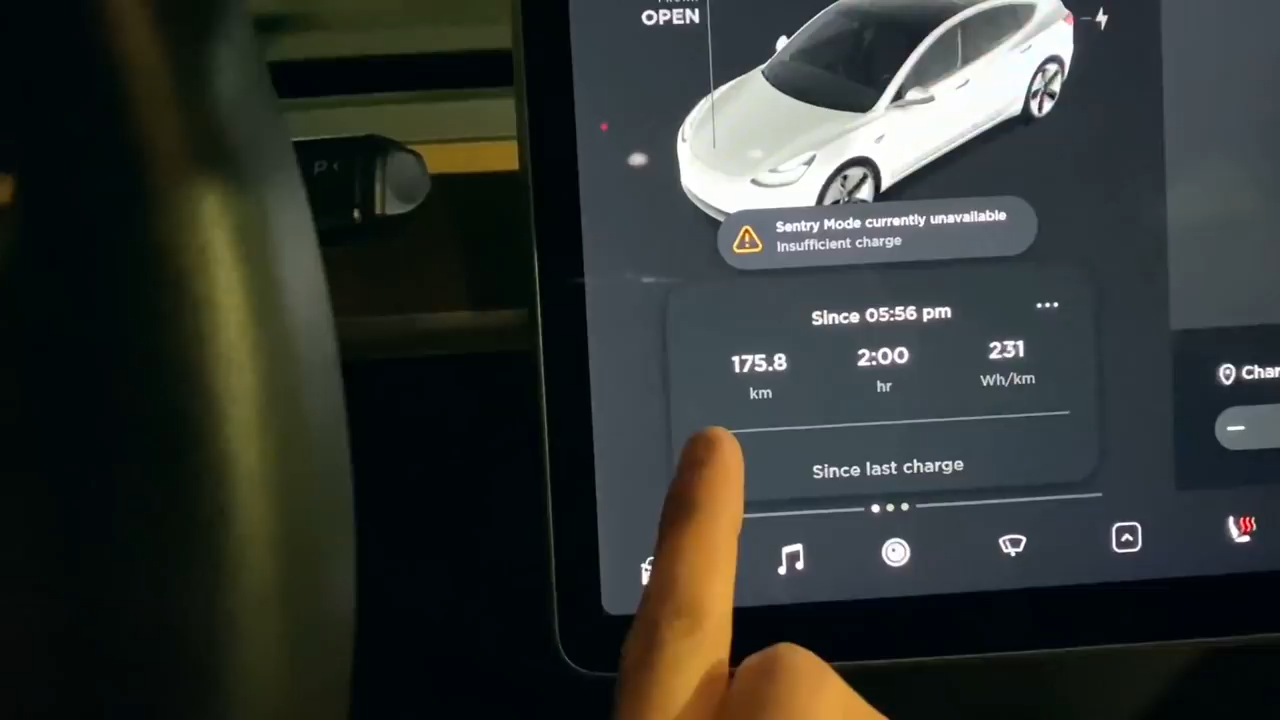 OPEN
P
Sentry Mode currently unavailable
Insufficient charge
Since 05:56 pm
175.8
2:00
231
km
hr
Wh/km
Since last charge